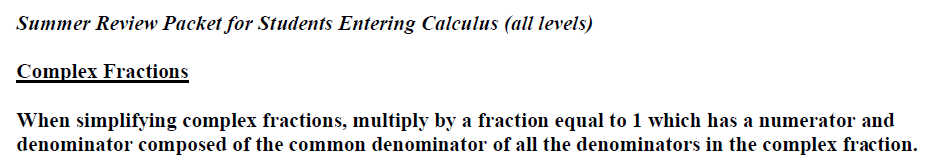 Summer Review Packet for Students Entering Calculus (all levels)
Complex Fractions
When simplifying complex fractions, multiply by a fraction equal to 1 which has a numerator and
denominator composed of the common denominator of all the denominators in the complex fraction.